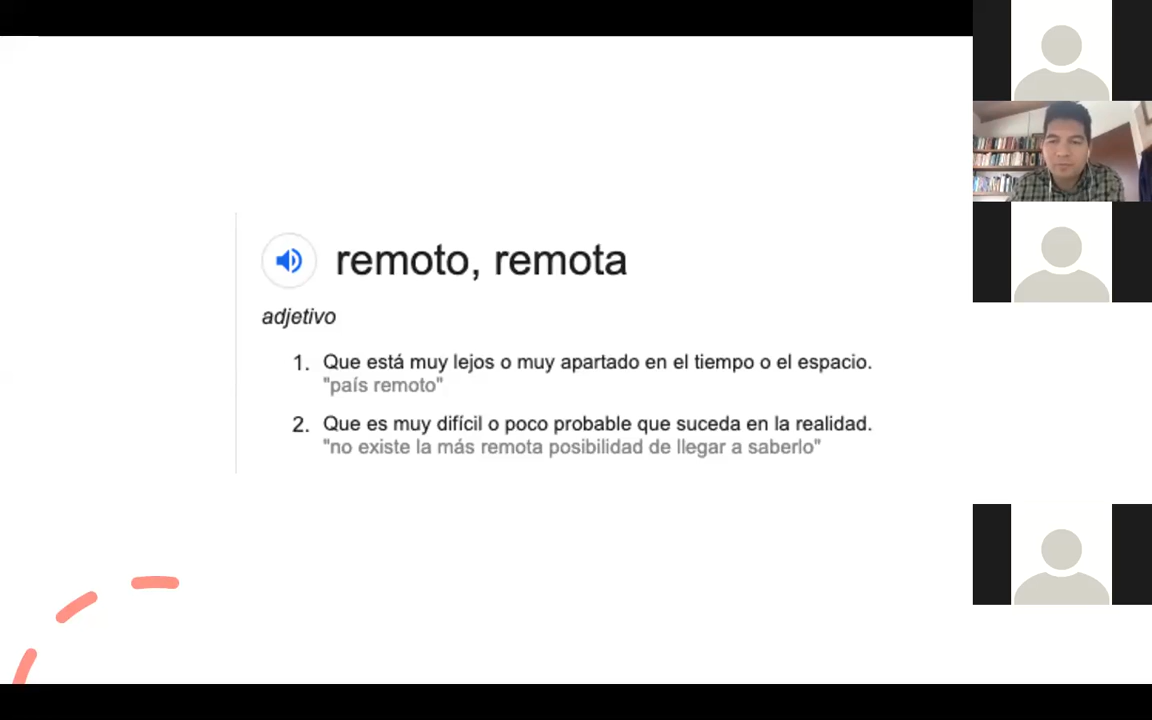 remoto, remota
adjetivo
1. Que está muy lejos o muy apartado en el tiempo o el espacio.
"país remoto"
2. Que es muy difícil o poco probable que suceda en la realidad.
"no existe la más remota posibilidad de llegar a saberlo"